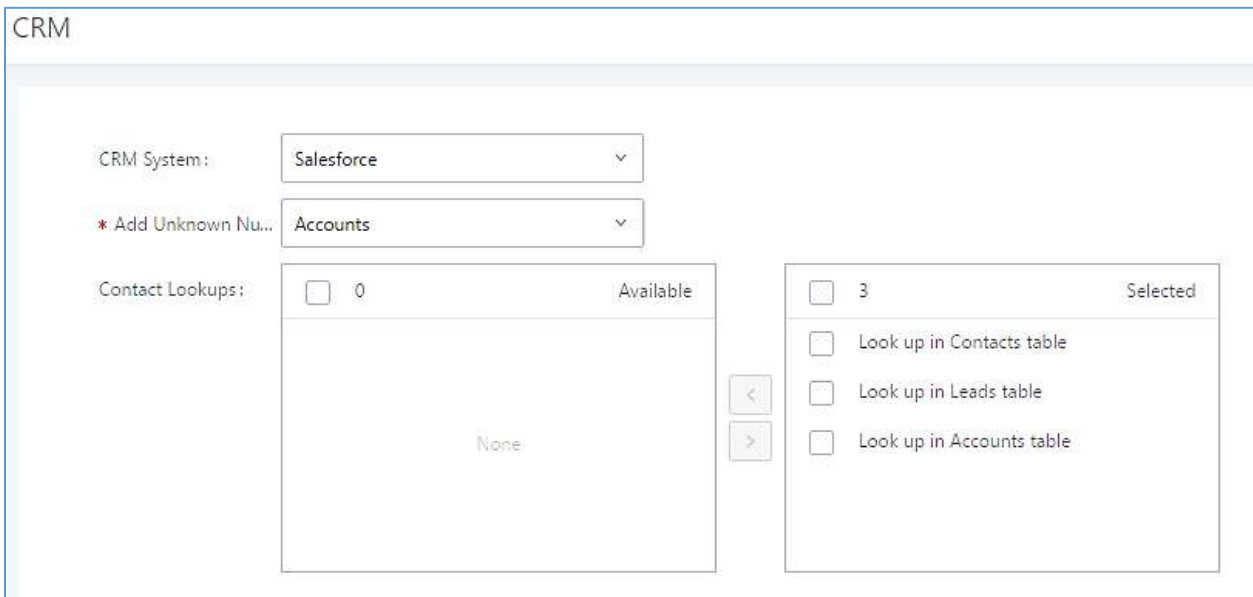 CRM
CRM System: Salesforce
* Add Unknown Nu... Accounts
Contact Lookups: 0 Available 3 Selected
Look up in Contacts table
< Look up in Leads table
None > Look up in Accounts table